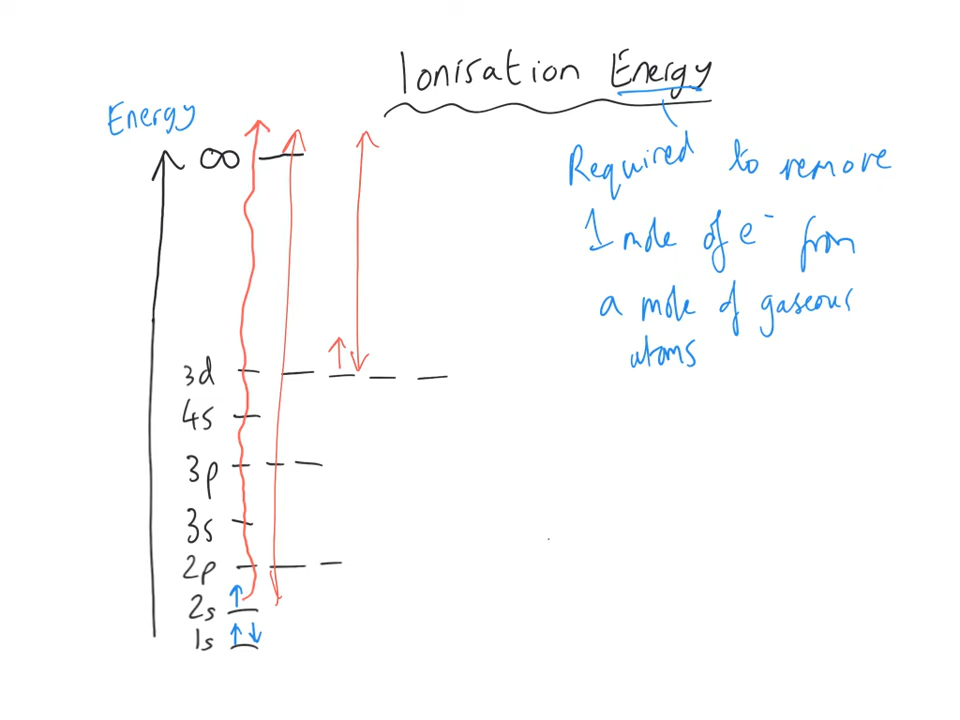 Ionisation Energy
Energy
∞
Required to remove
1 mole of e⁻ from
a mole of gaseous
atoms
3d
4s
3p
3s
2p
2s
1s